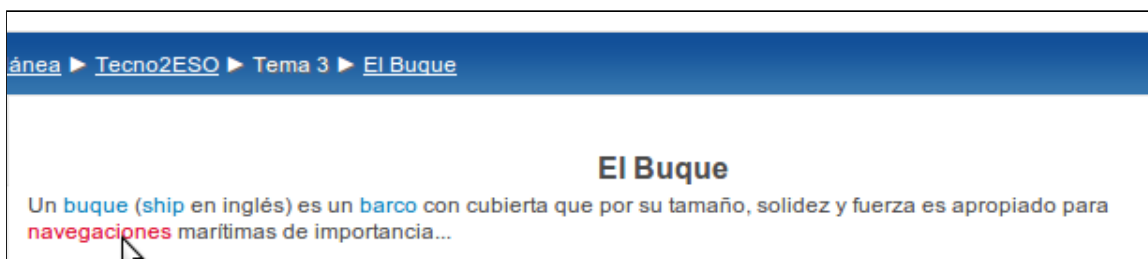 ánea ► Tecno2ESO ► Tema 3 ► El Buque
El Buque
Un buque (ship en inglés) es un barco con cubierta que por su tamaño, solidez y fuerza es apropiado para
navegaciones marítimas de importancia...